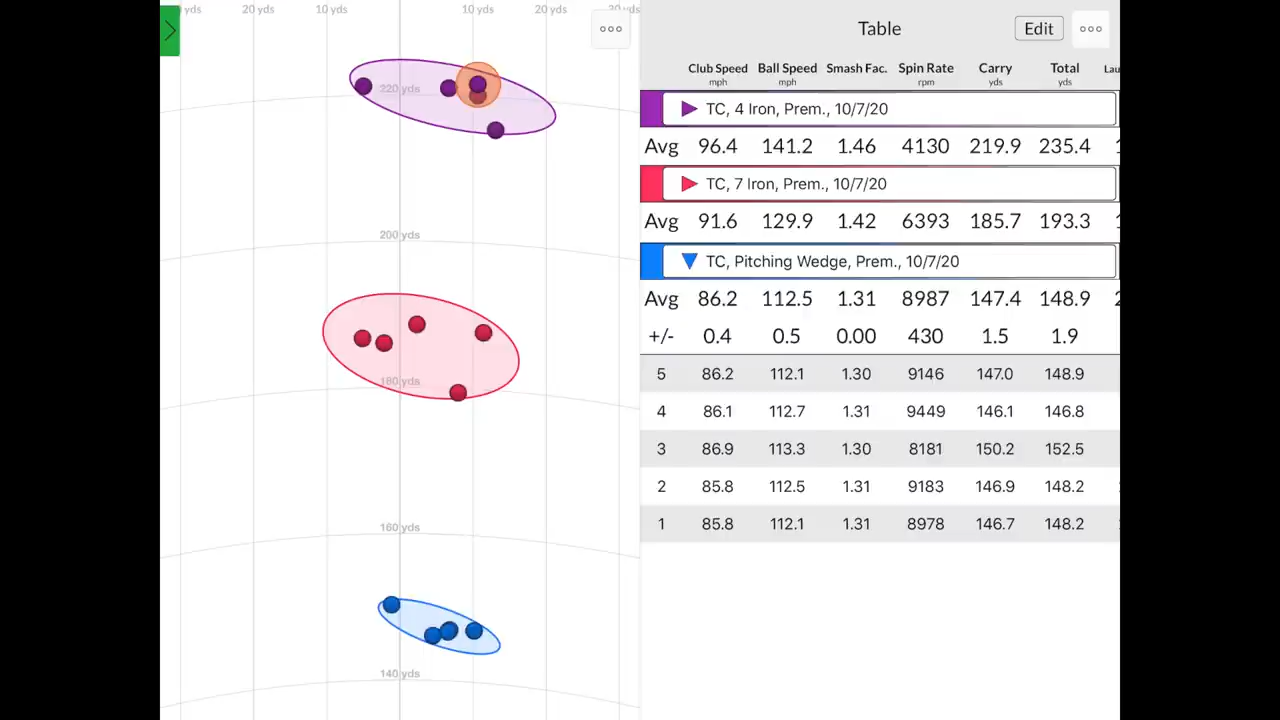 yds 20 yds 10 yds 10 yds 20 yds 30 yds
220 yds
200 yds
180 yds
160 yds
140 yds
Table Edit
Club Speed Ball Speed Smash Fac. Spin Rate Carry Total Lau
mph mph rpm yds yds
TC, 4 Iron, Prem., 10/7/20
Avg 96.4 141.2 1.46 4130 219.9 235.4
TC, 7 Iron, Prem., 10/7/20
Avg 91.6 129.9 1.42 6393 185.7 193.3
TC, Pitching Wedge, Prem., 10/7/20
Avg 86.2 112.5 1.31 8987 147.4 148.9
+/- 0.4 0.5 0.00 430 1.5 1.9
5 86.2 112.1 1.30 9146 147.0 148.9
4 86.1 112.7 1.31 9449 146.1 146.8
3 86.9 113.3 1.30 8181 150.2 152.5
2 85.8 112.5 1.31 9183 146.9 148.2
1 85.8 112.1 1.31 8978 146.7 148.2